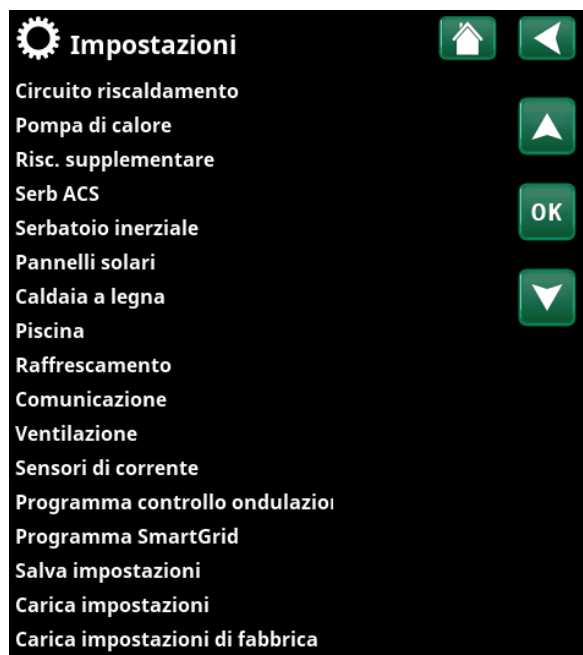 Impostazioni
Circuito riscaldamento
Pompa di calore
Risc. supplementare
Serb ACS
Serbatoio inerziale
OK
Pannelli solari
Caldaia a legna
Piscina
Raffrescamento
Comunicazione
Ventilazione
Sensori di corrente
Programma controllo ondulazio
Programma SmartGrid
Salva impostazioni
Carica impostazioni
Carica impostazioni di fabbrica